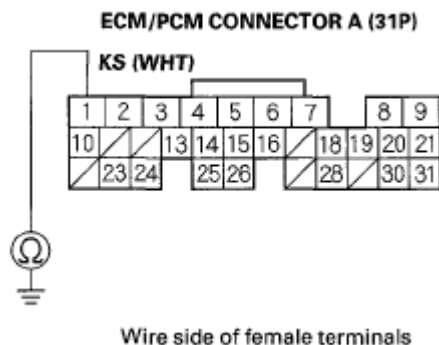 ECM/PCM CONNECTOR A (31P)
KS (WHT)
1 2 3 4 5 6 7 8 9
10 13 14 15 16 18 19 20 21
23 24 25 26 28 30 31
Ω
Wire side of female terminals